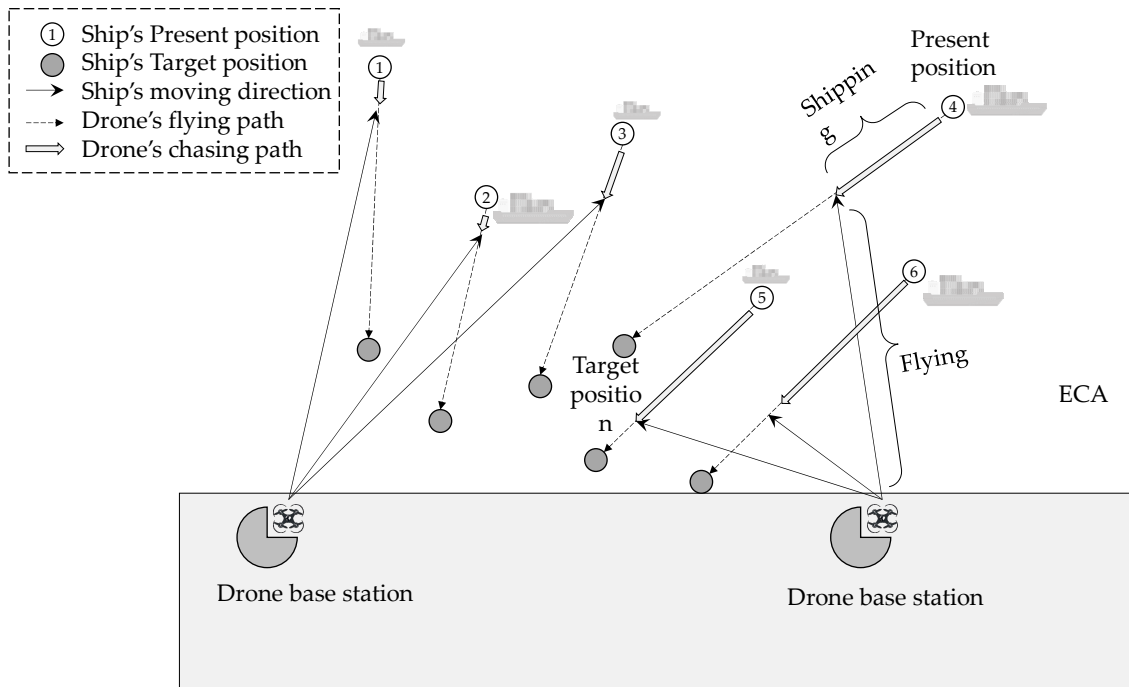 1 Ship's Present position
Ship's Target position
Ship's moving direction
Drone's flying path
Drone's chasing path
1
2
3
Shippin
g
Present
position
4
5
6
Target
positio
n
Flying
ECA
Drone base station
Drone base station